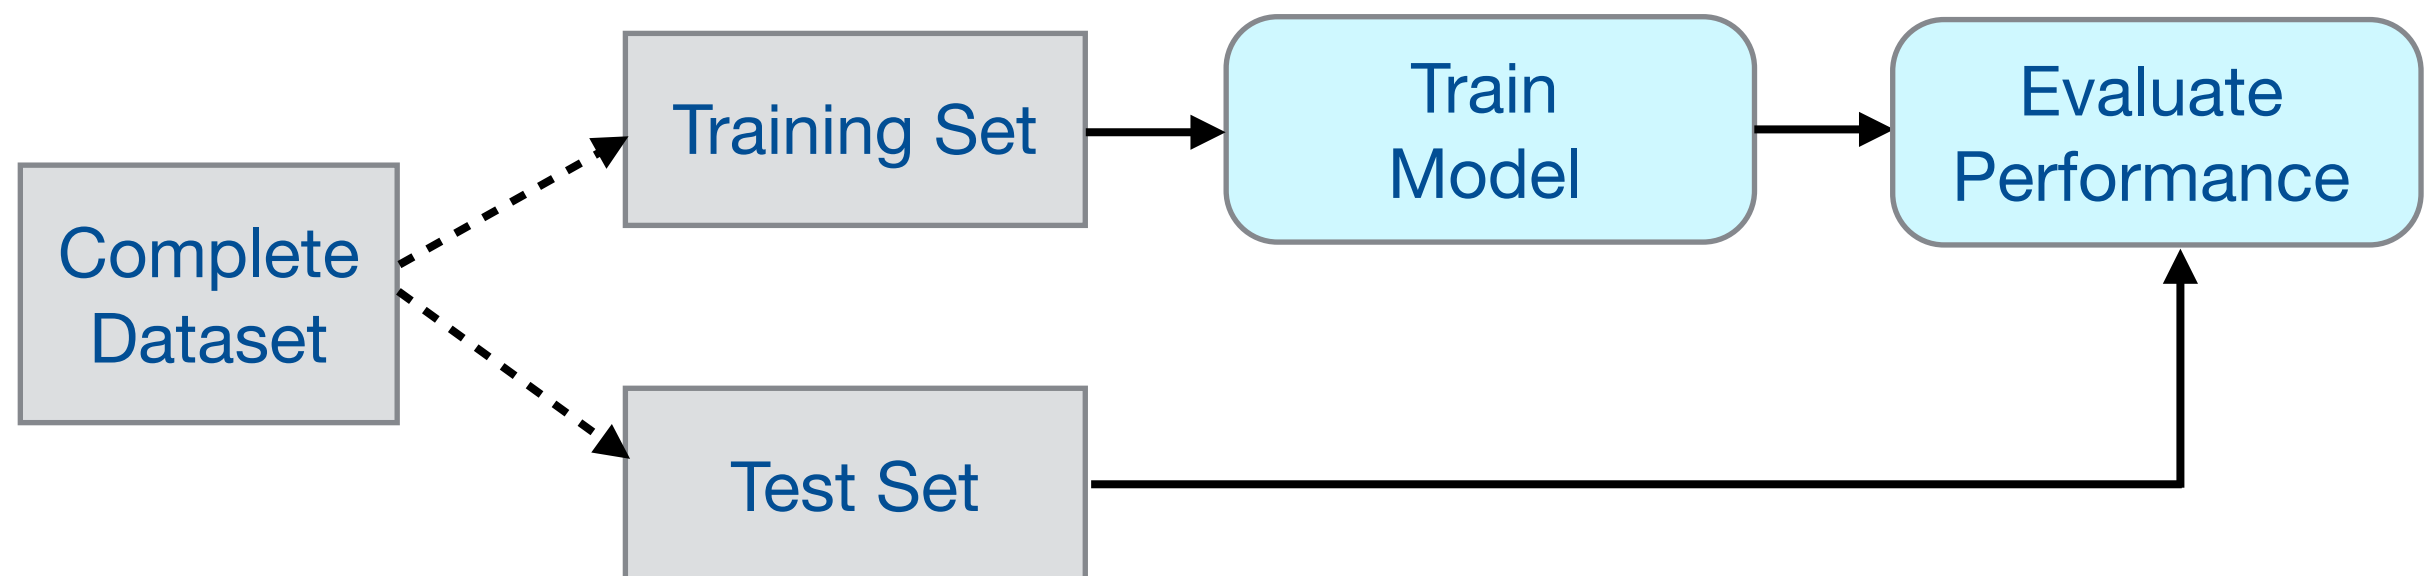 Complete
Dataset
Training Set
Test Set
Train
Model
Evaluate
Performance